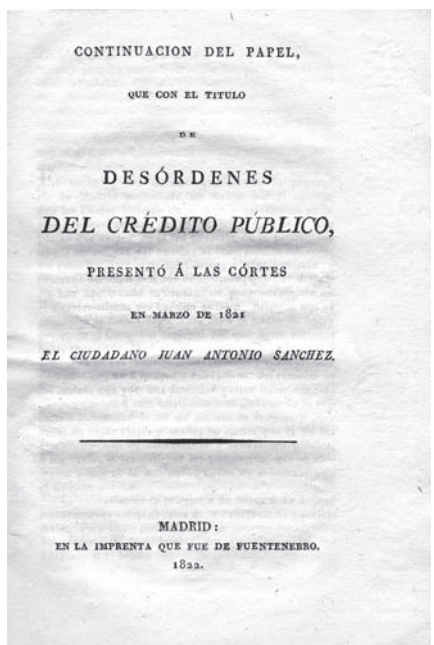 CONTINUACION DEL PAPEL,
QUE CON EL TITULO
DE
DESÓRDENES
DEL CRÉDITO PÚBLICO,
PRESENTÓ Á LAS CÓRTES
EN MARZO DE 1821
EL CIUDADANO JUAN ANTONIO SANCHEZ.
MADRID:
EN LA IMPRENTA QUE FUE DE FUENTENEBRO.
1822.